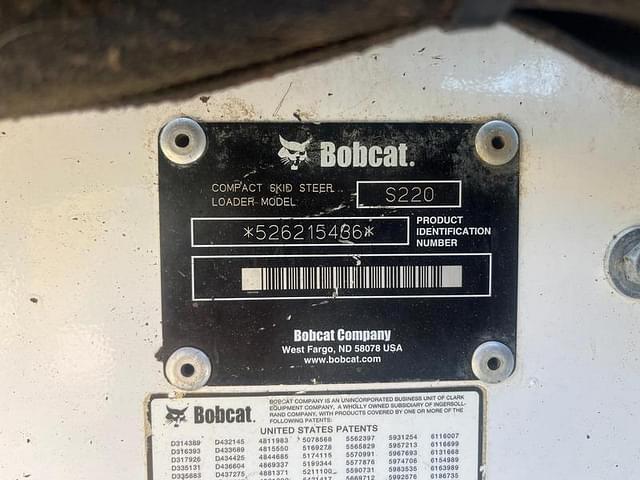 Bobcat.
COMPACT SKID STEER
LOADER MODEL
S220
*526215436*
PRODUCT
IDENTIFICATION
NUMBER
Bobcat Company
West Fargo, ND 58078 USA
www.bobcat.com
Bobcat.
BOBCAT COMPANY IS AN UNINCORPORATED BUSINESS UNIT OF CLARK
EQUIPMENT COMPANY, A WHOLLY OWNED SUBSIDIARY OF INGERSOLL-
RAND COMPANY, WITH PRODUCTS COVERED BY ONE OR MORE OF THE
FOLLOWING PATENTS.
UNITED STATES PATENTS
D314389 D432145 4811983 5078568 5562397 5931254 6116007
D316393 D433689 4815550 5169278 5565829 5957213 6116699
D317926 D434425 4844685 5174115 5570991 5967693 6131668
D335131 D436604 4869337 5199344 5577876 5974706 6154989
D335683 D437275 4881371 5211100 5590731 5983535 6163989
5669712 5992576 6186735